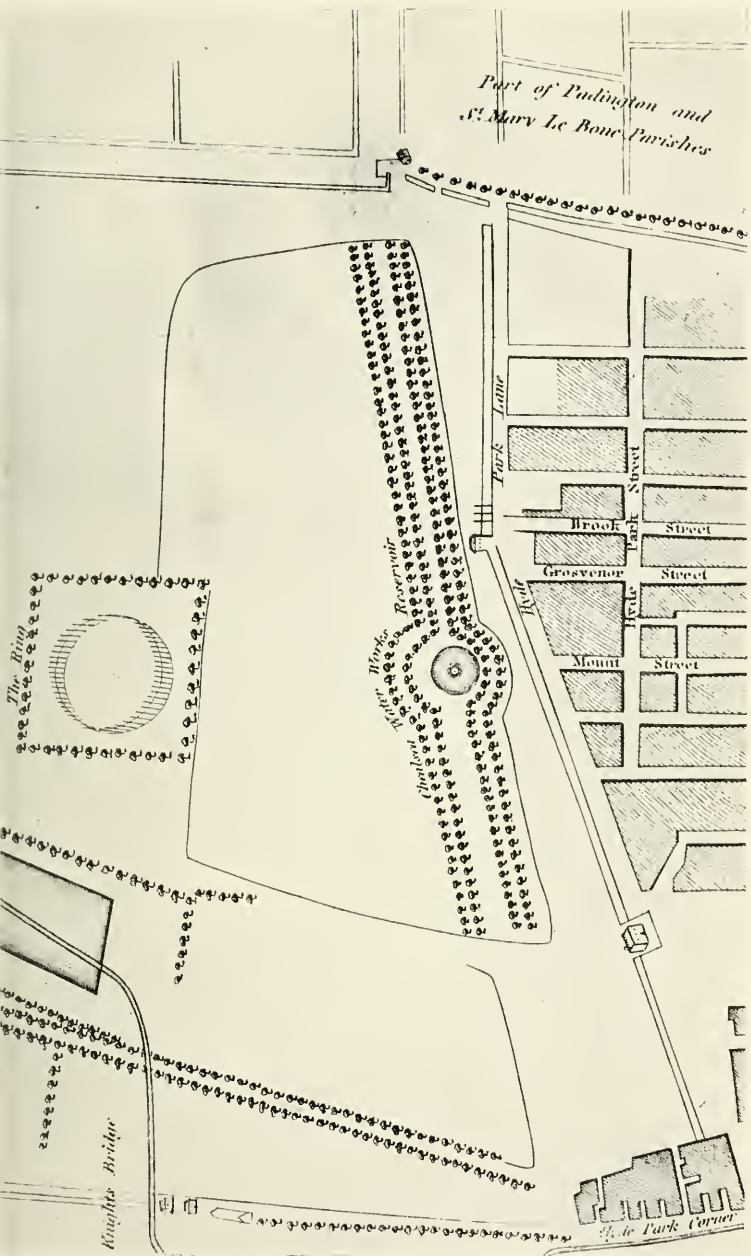 Part of Padington and
St. Mary Le Bone Parishes
Park Lane
Street
Brook Street
Park
Grosvenor Street
Hyde
Hyde
Mount Street
Reservoir
Water Works
Chelsea
The Ring
Knights Bridge
Hyde Park Corner